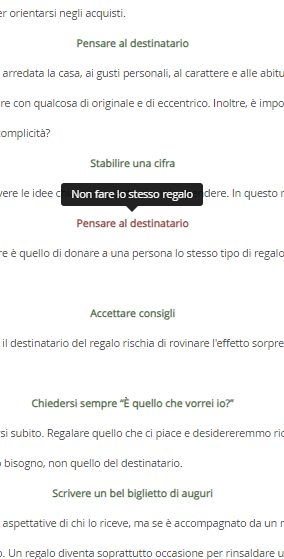 er orientarsi negli acquisti.
Pensare al destinatario
arredata la casa, ai gusti personali, al carattere e alle abitu
re con qualcosa di originale e di eccentrico. Inoltre, è impo
complicità?
Stabilire una cifra
vere le idee c
dere. In questo
Non fare lo stesso regalo
Pensare al destinatario
re è quello di donare a una persona lo stesso tipo di regalo
Accettare consigli
il destinatario del regalo rischia di rovinare l'effetto sorpre
Chiedersi sempre "È quello che vorrei io?"
rsi subito. Regalare quello che ci piace e desidereremmo ric
bisogno, non quello del destinatario.
Scrivere un bel biglietto di auguri
aspettative di chi lo riceve, ma se è accompagnato da un
o. Un regalo diventa soprattutto occasione per rinsaldare u